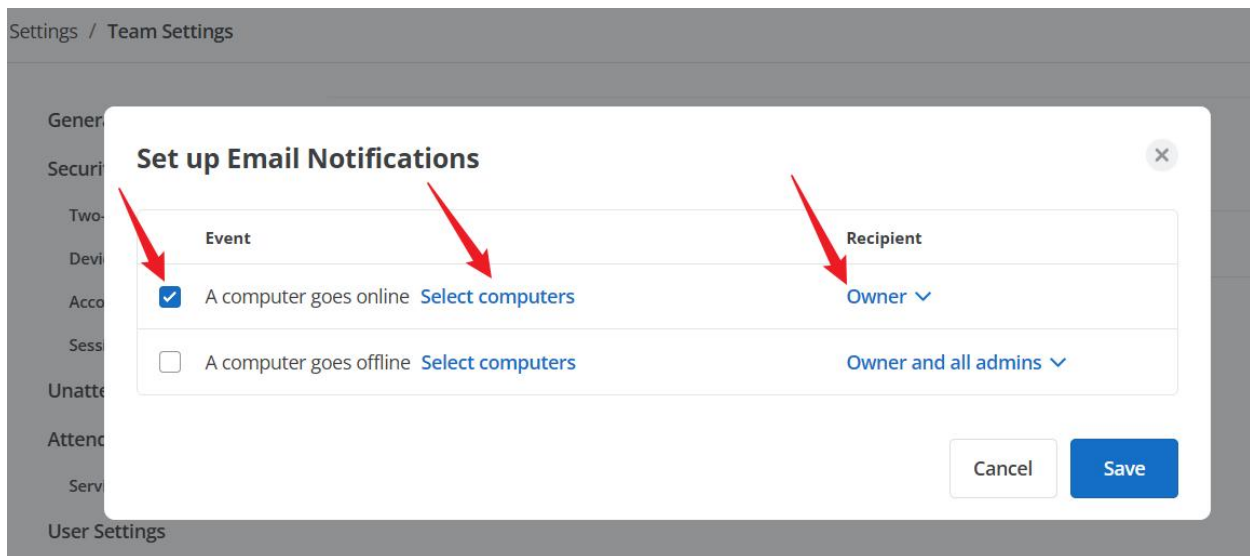 Settings / Team Settings
Set up Email Notifications
Event Recipient
A computer goes online Select computers Owner
A computer goes offline Select computers Owner and all admins
Cancel Save
User Settings